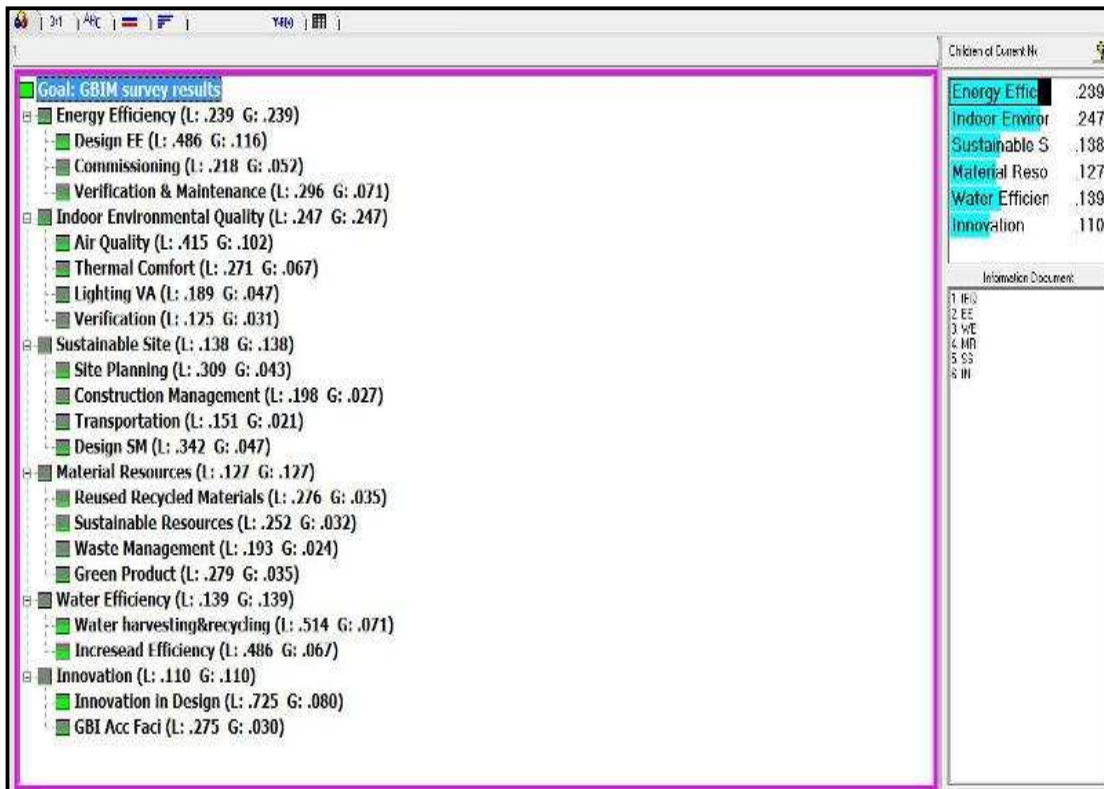 3:1 ABC Y=F(x)
1
Children of Current No
Goal: GBIM survey results
Energy Efficiency (L: .239 G: .239)
Design EE (L: .486 G: .116)
Commissioning (L: .218 G: .052)
Verification & Maintenance (L: .296 G: .071)
Indoor Environmental Quality (L: .247 G: .247)
Air Quality (L: .415 G: .102)
Thermal Comfort (L: .271 G: .067)
Lighting VA (L: .189 G: .047)
Verification (L: .125 G: .031)
Sustainable Site (L: .138 G: .138)
Site Planning (L: .309 G: .043)
Construction Management (L: .198 G: .027)
Transportation (L: .151 G: .021)
Design SM (L: .342 G: .047)
Material Resources (L: .127 G: .127)
Reused Recycled Materials (L: .276 G: .035)
Sustainable Resources (L: .252 G: .032)
Waste Management (L: .193 G: .024)
Green Product (L: .279 G: .035)
Water Efficiency (L: .139 G: .139)
Water harvesting&recycling (L: .514 G: .071)
Incresead Efficiency (L: .486 G: .067)
Innovation (L: .110 G: .110)
Innovation in Design (L: .725 G: .080)
GBI Acc Faci (L: .275 G: .030)
Energy Effic .239
Indoor Environ .247
Sustainable S .138
Material Reso .127
Water Efficien .139
Innovation .110
Information Document
1 IEQ
2 EE
3 WE
4 MR
5 SS
6 IN